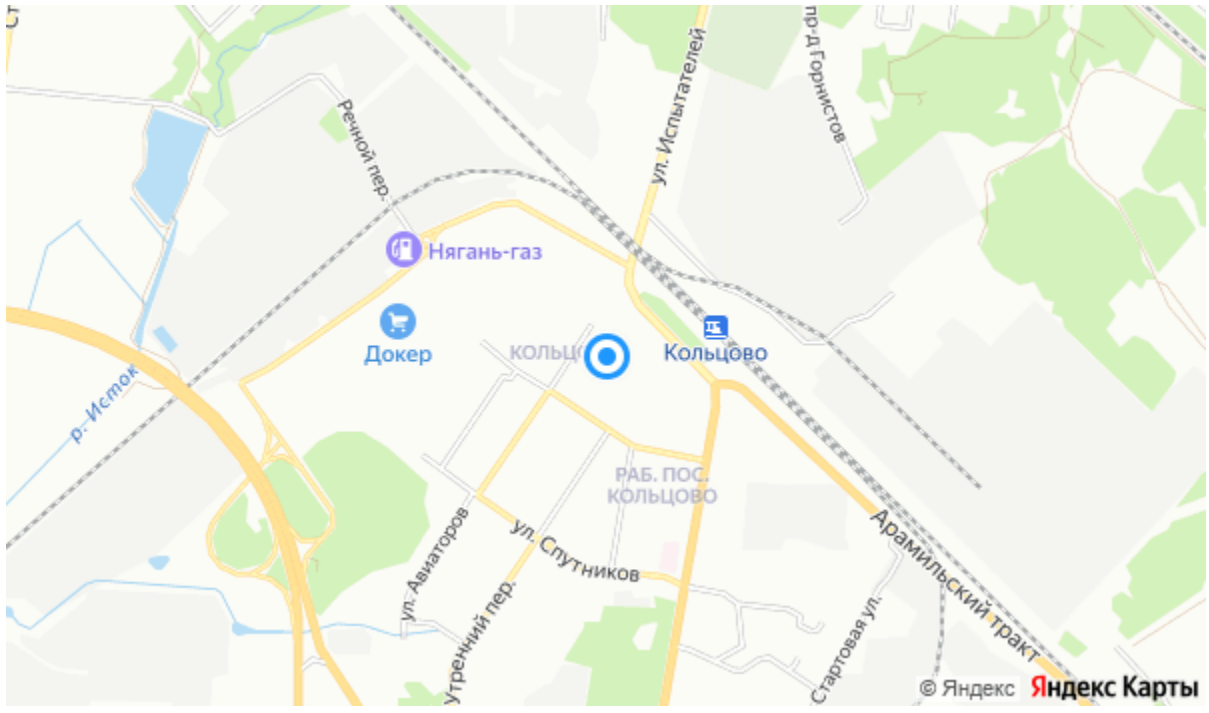 Ст
ул. Испытателей
пр-д Горнистов
Речной пер.
Нягань-газ
Докер
КОЛЬЦО
Кольцово
р. Исток
РАБ. ПОС.
КОЛЬЦОВО
ул. Авиаторов
ул. Спутников
Утренний пер.
Арамильский тракт
Стартовая ул.
© Яндекс Яндекс Карты